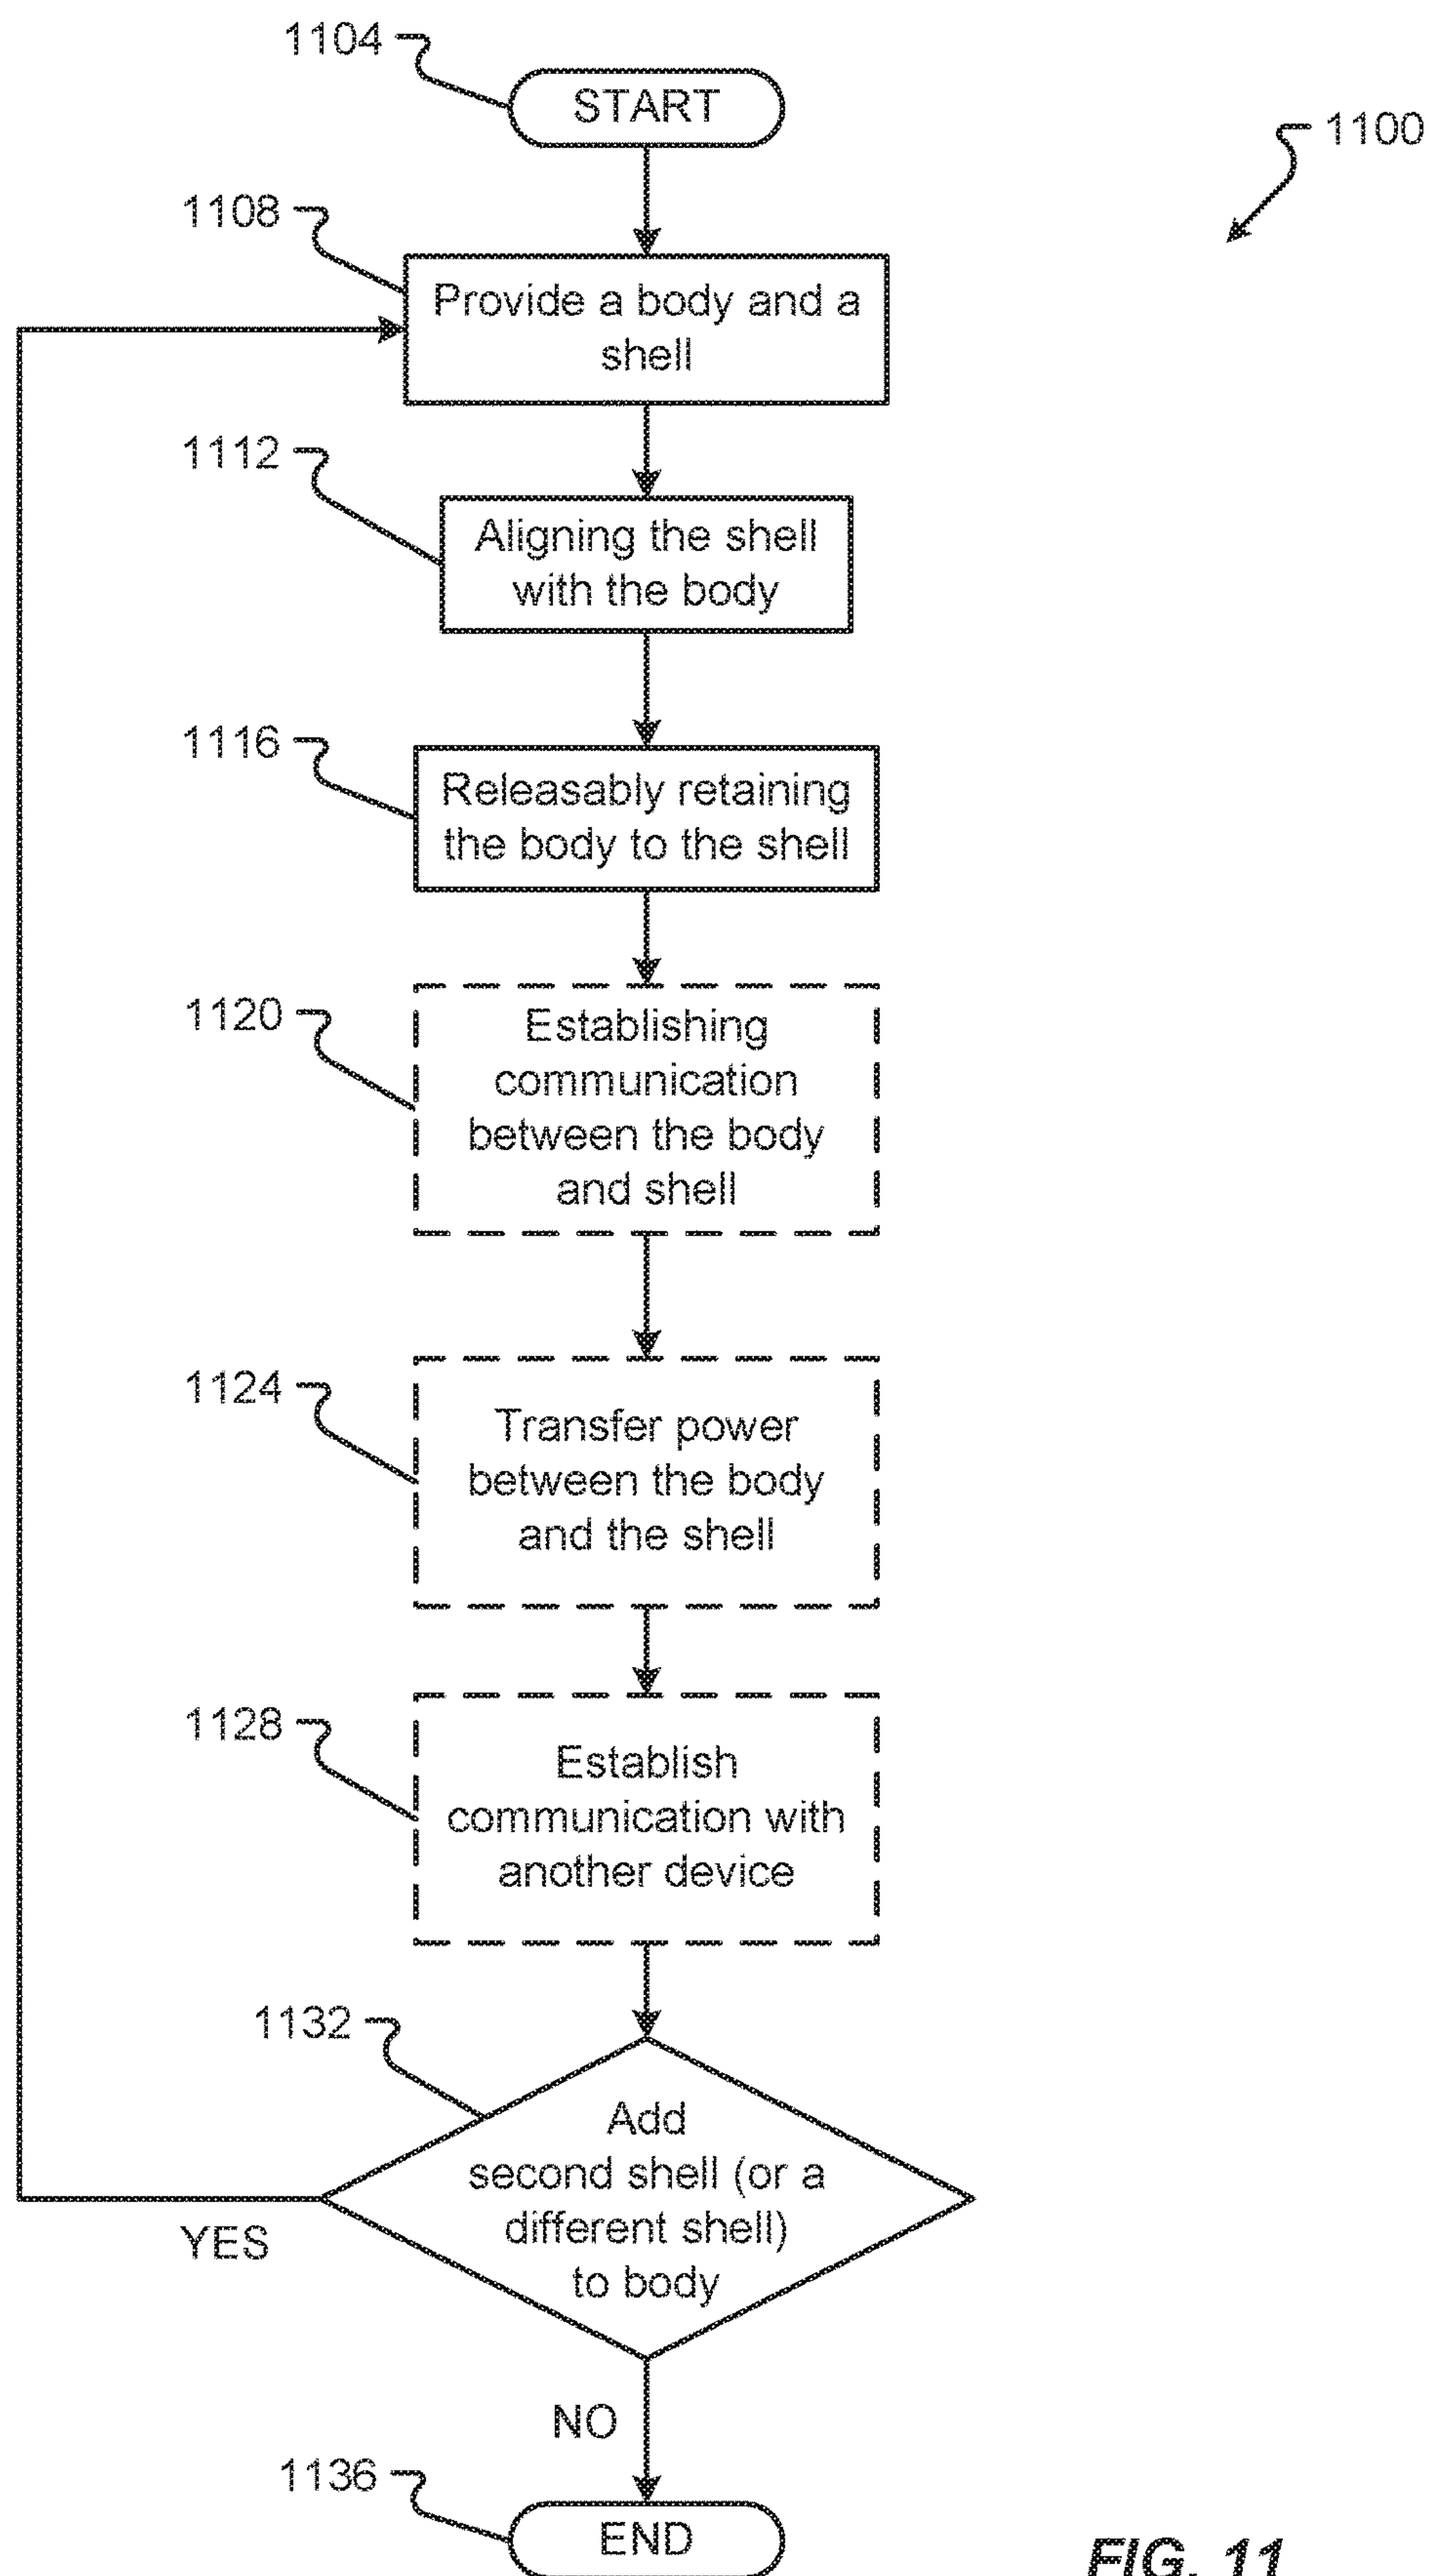 1104
START
1100
1108
Provide a body and a
shell
1112
Aligning the shell
with the body
1116
Releasably retaining
the body to the shell
1120
Establishing
communication
between the body
and shell
1124
Transfer power
between the body
and the shell
1128
Establish
communication with
another device
1132
Add
second shell (or a
different shell)
to body
YES
NO
1136
END
FIG. 11